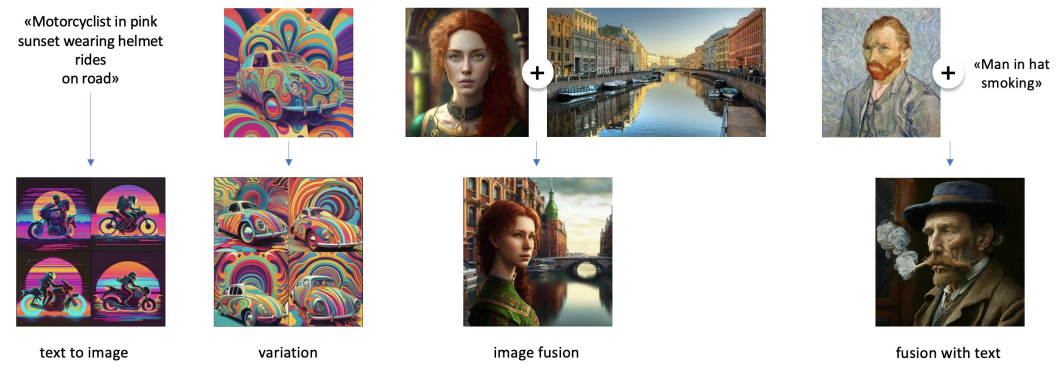 «Motorcyclist in pink
sunset wearing helmet
rides
on road»
+
+
«Man in hat
smoking»
text to image
variation
image fusion
fusion with text